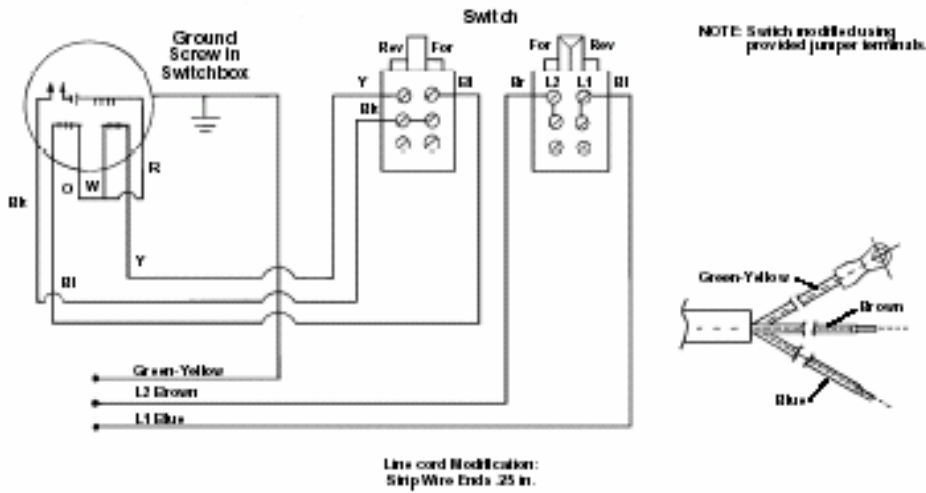 Switch
Ground
Screw in
Switchbox
Rev For
For Rev
NOTE: Switch modified using
provided jumper terminals.
Y
Bl
Br L2 L1 Bl
Bk
R
O W
Bk
Y
Bl
Green-Yellow
Brown
Blue
Green-Yellow
L2 Brown
L1 Blue
Line cord Modification:
Strip Wire Ends .25 in.